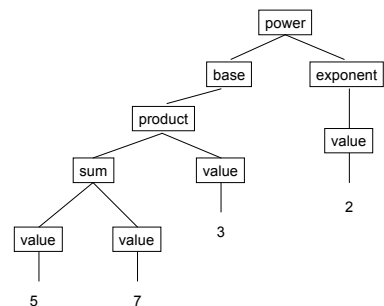 power
base exponent
product
value
sum value
3 2
value value
5 7